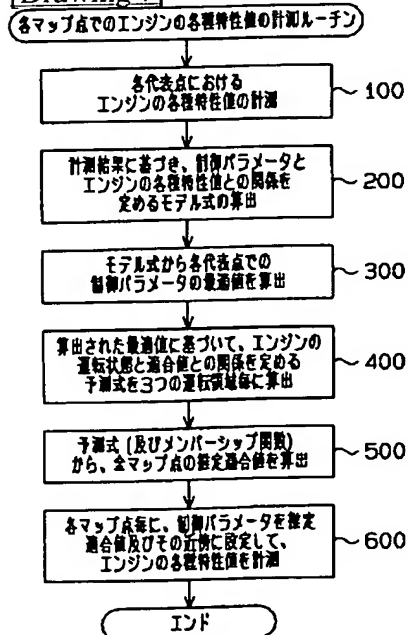 [Drawing
各マップ点でのエンジンの各種特性値の計測ルーチン
各代表点における
エンジンの各種特性値の計測
100
計測結果に基づき、制御パラメータと
エンジンの各種特性値との関係を
定めるモデル式の算出
200
モデル式から各代表点での
制御パラメータの最適値を算出
300
算出された最適値に基づいて、エンジンの
運転状態と適合値との関係を定める
予測式を3つの運転領域毎に算出
400
予測式(及びメンバーシップ関数)
から、全マップ点の推定適合値を算出
500
各マップ点毎に、制御パラメータを推定
適合値及びその近傍に設定して、
エンジンの各種特性値を計測
600
エンド